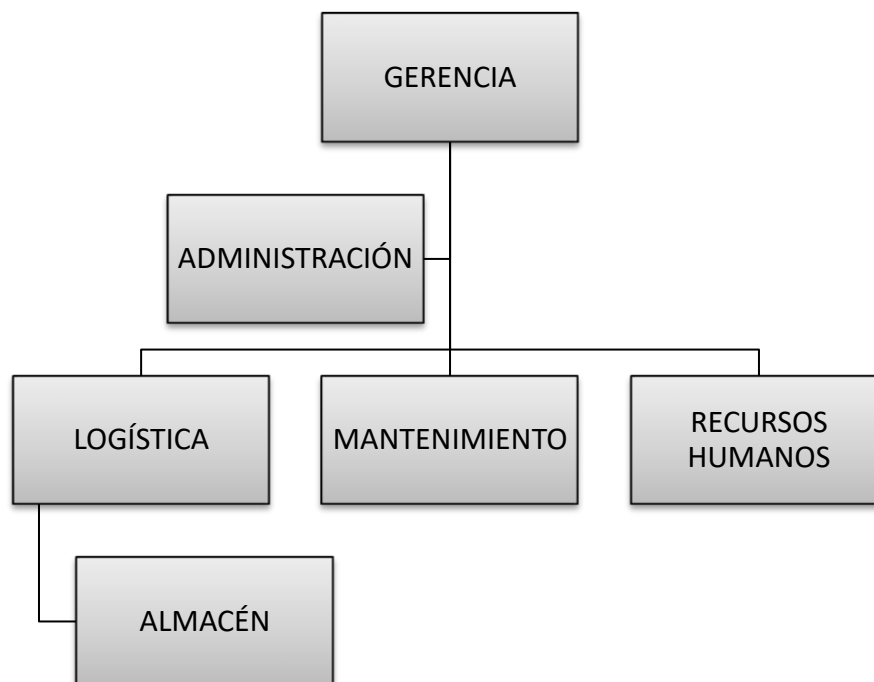 GERENCIA
ADMINISTRACIÓN
LOGÍSTICA
MANTENIMIENTO
RECURSOS
HUMANOS
ALMACÉN